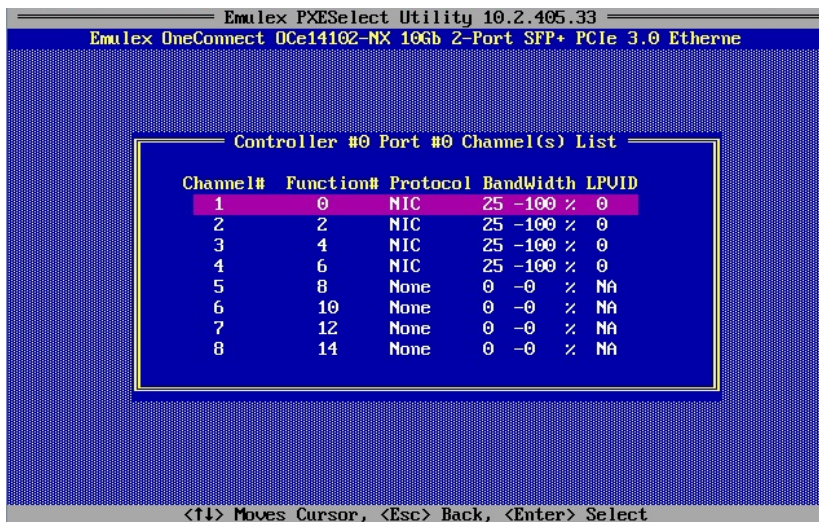 Emulex PXESelect Utility 10.2.405.33
Emulex OneConnect OCe14102-NX 10Gb 2-Port SFP+ PCIe 3.0 Etherne
Controller #0 Port #0 Channel(s) List
Channel# Function# Protocol BandWidth LPVID
1 0 NIC 25 -100 % 0
2 2 NIC 25 -100 % 0
3 4 NIC 25 -100 % 0
4 6 NIC 25 -100 % 0
5 8 None 0 -0 % NA
6 10 None 0 -0 % NA
7 12 None 0 -0 % NA
8 14 None 0 -0 % NA
<↑↓> Moves Cursor, <Esc> Back, <Enter> Select